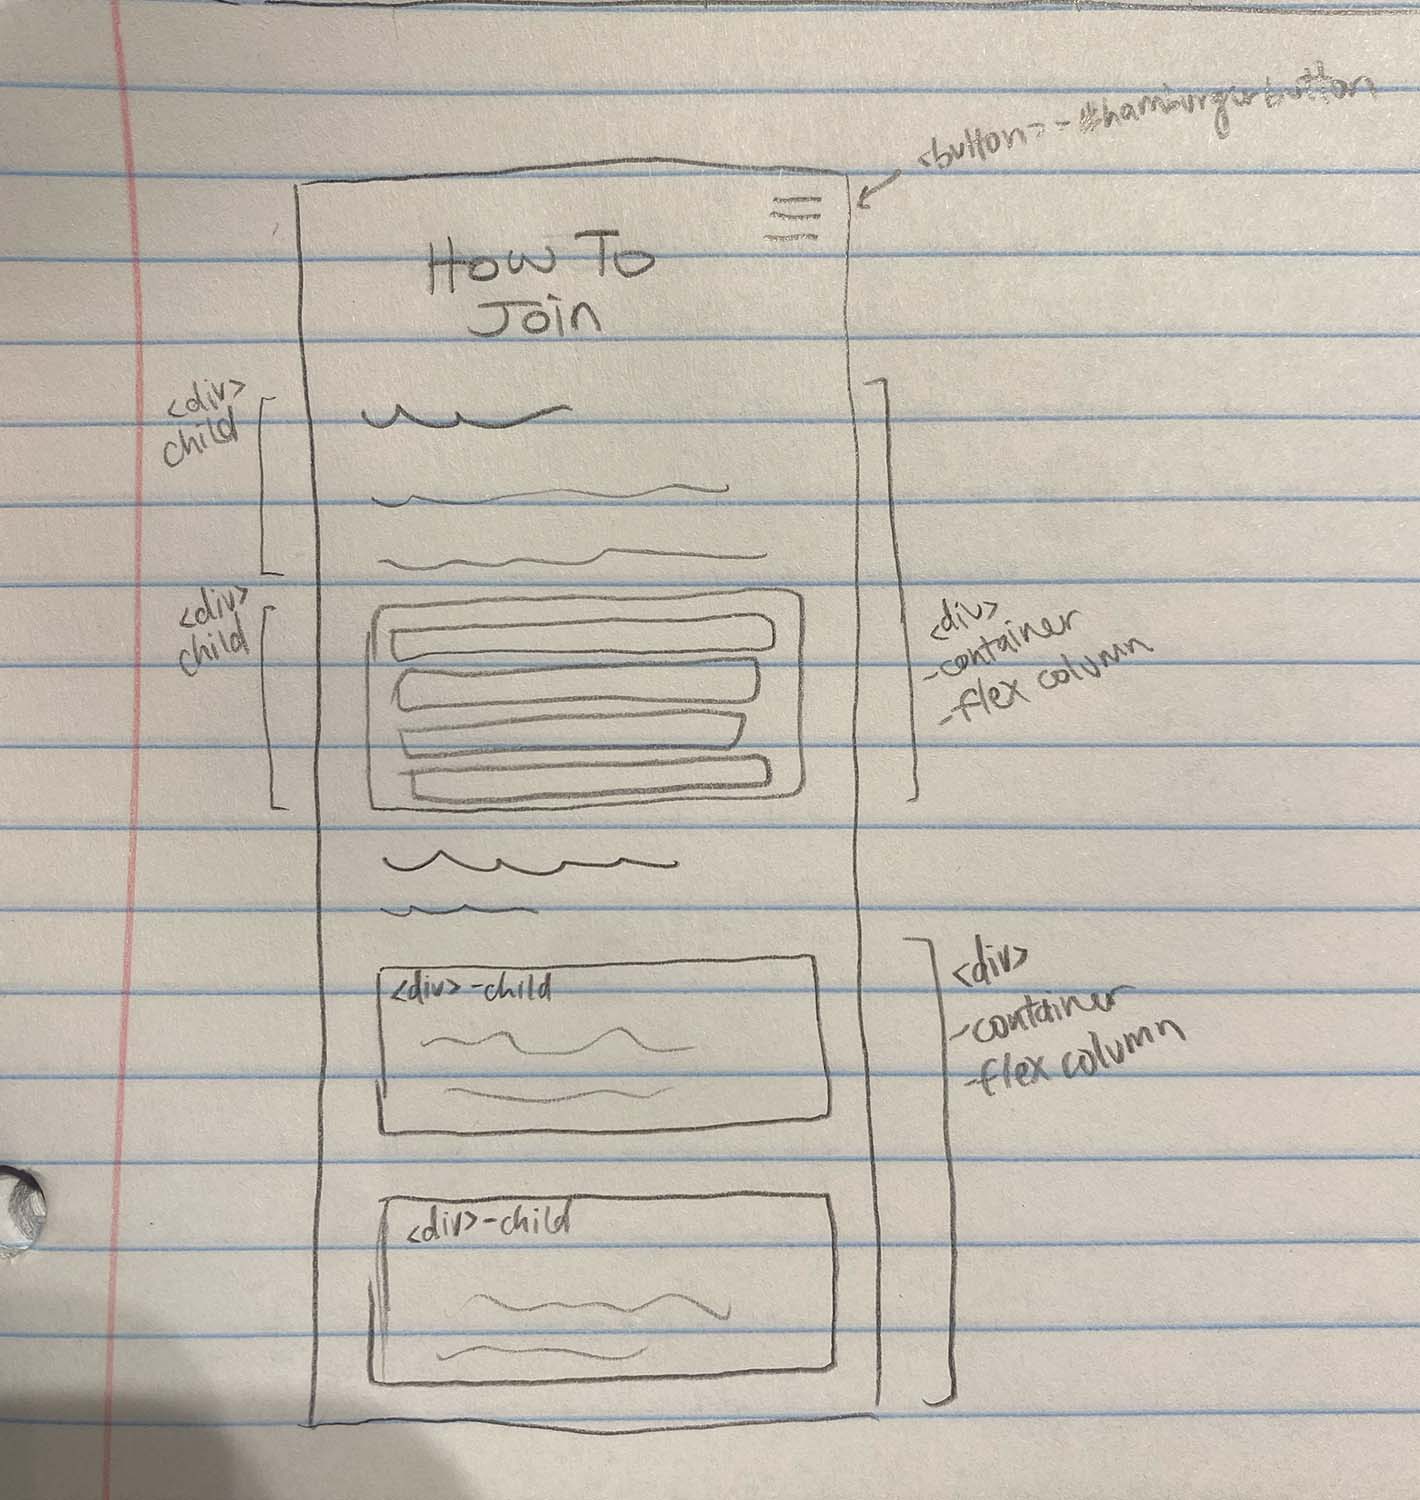 <button> - #hamburgerbutton
How To
Join
<div>
child
<div>
child
<div>
-container
-flex column
<div>-child
<div>
-container
-flex column
<div>-child